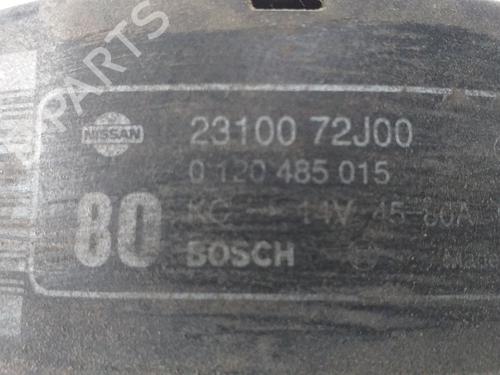 PARTS
NISSAN
23100 72J00
0 120 485 015
80
KC → 14V 45-80A
BOSCH